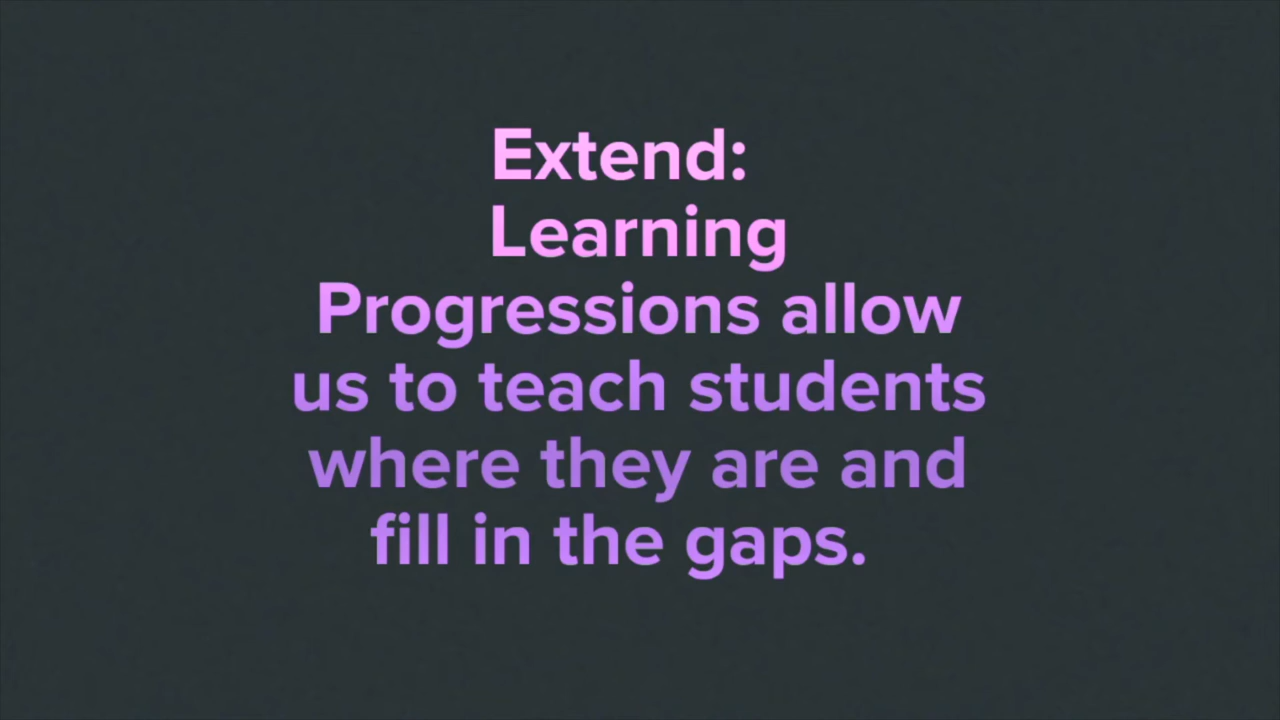 Extend:
Learning
Progressions allow
us to teach students
where they are and
fill in the gaps.